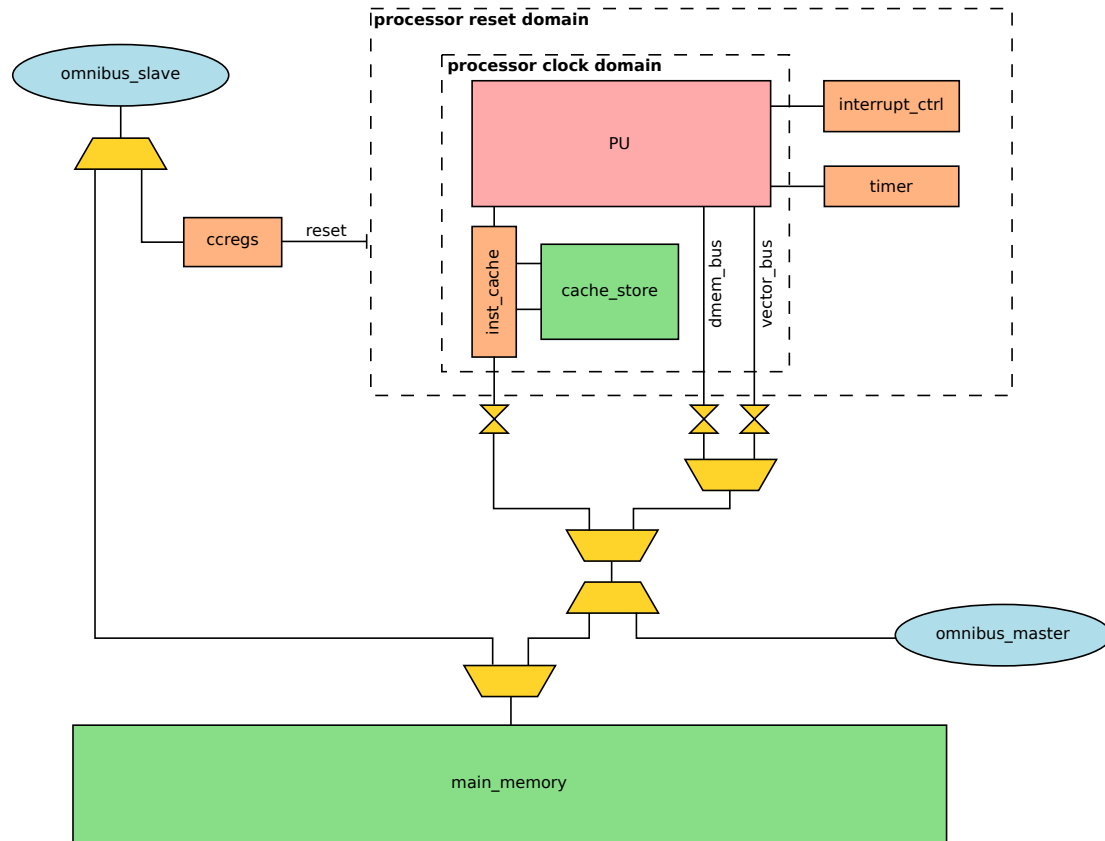 processor reset domain
omnibus_slave
processor clock domain
interrupt_ctrl
PU
timer
ccregs
reset
inst_cache
cache_store
dmem_bus
vector_bus
omnibus_master
main_memory